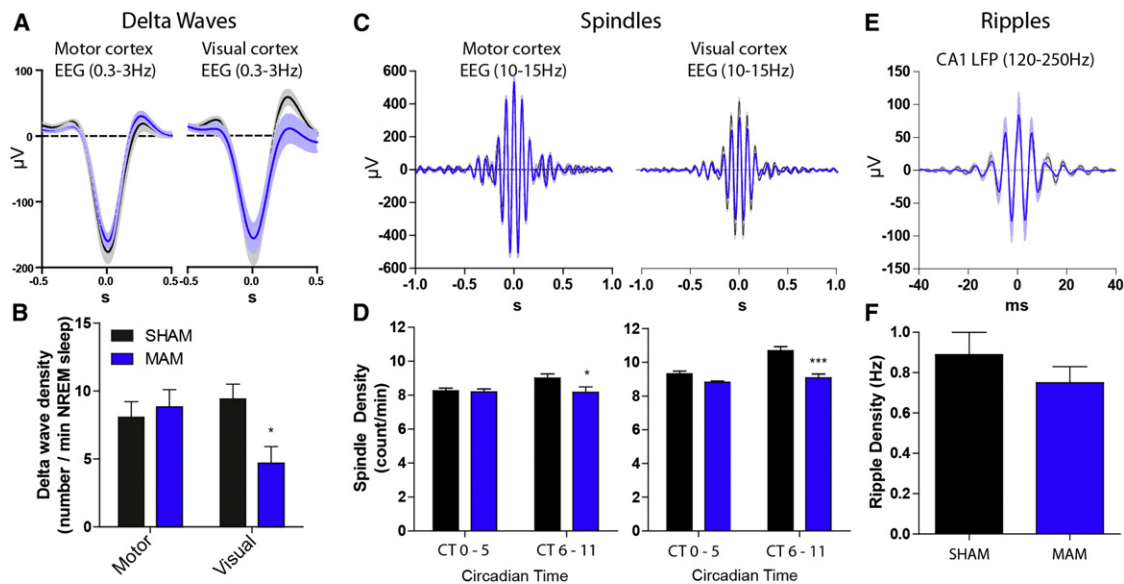 A
Delta Waves
Motor cortex
EEG (0.3-3Hz)
Visual cortex
EEG (0.3-3Hz)
100
0
-100
-200
μV
-0.5
0.0
0.5
-0.5
0.0
0.5
s
s
B
15
10
5
0
Delta wave density
(number / min NREM sleep)
SHAM
MAM
*
Motor
Visual
C
Spindles
Motor cortex
EEG (10-15Hz)
Visual cortex
EEG (10-15Hz)
600
400
200
0
-200
-400
-600
μV
-1.0
-0.5
0.0
0.5
1.0
-1.0
-0.5
0.0
0.5
1.0
s
s
D
12
10
8
6
4
2
0
Spindle Density
(count/min)
*
CT 0 - 5
CT 6 - 11
Circadian Time
12
10
8
6
4
2
0
***
CT 0 - 5
CT 6 - 11
Circadian Time
E
Ripples
CA1 LFP (120-250Hz)
150
100
50
0
-50
-100
-150
μV
-40
-20
0
20
40
ms
F
1.0
0.8
0.6
0.4
0.2
0.0
Ripple Density (Hz)
SHAM
MAM